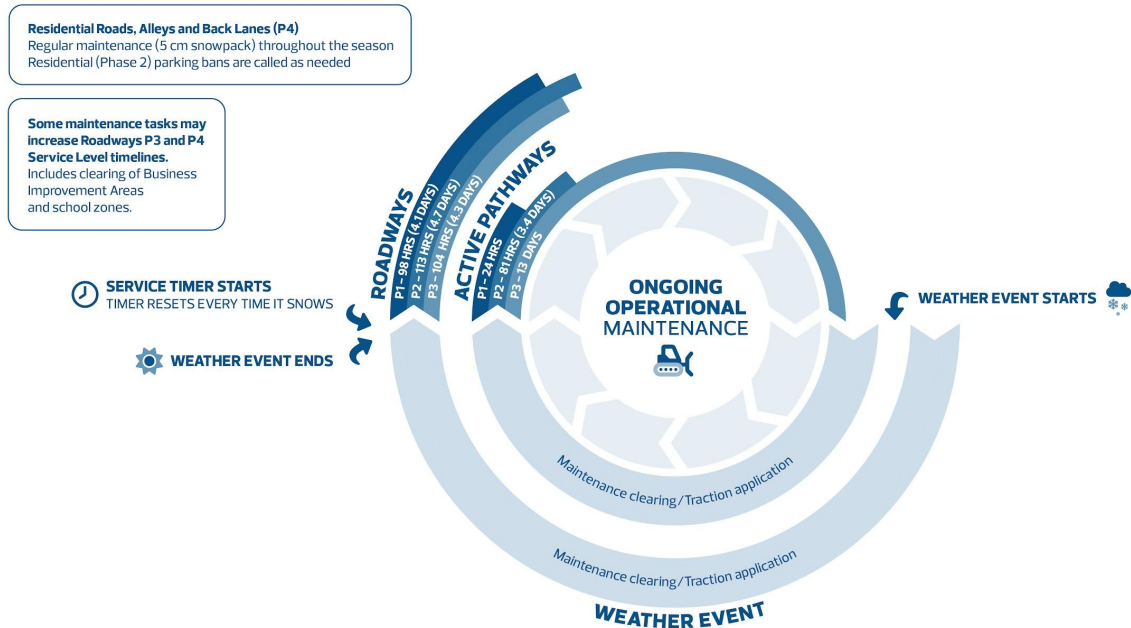 Residential Roads, Alleys and Back Lanes (P4)
Regular maintenance (5 cm snowpack) throughout the season
Residential (Phase 2) parking bans are called as needed
Some maintenance tasks may
increase Roadways P3 and P4
Service Level timelines.
Includes clearing of Business
Improvement Areas
and school zones.
ROADWAYS
P1 – 98 HRS (4.1 DAYS)
P2 – 113 HRS (4.7 DAYS)
P3 – 104 HRS (4.3 DAYS)
ACTIVE PATHWAYS
P1 – 24 HRS
P2 – 81 HRS (3.4 DAYS)
P3 – 13 DAYS
SERVICE TIMER STARTS
TIMER RESETS EVERY TIME IT SNOWS
WEATHER EVENT ENDS
ONGOING
OPERATIONAL
MAINTENANCE
WEATHER EVENT STARTS
Maintenance clearing/Traction application
Maintenance clearing/Traction application
WEATHER EVENT